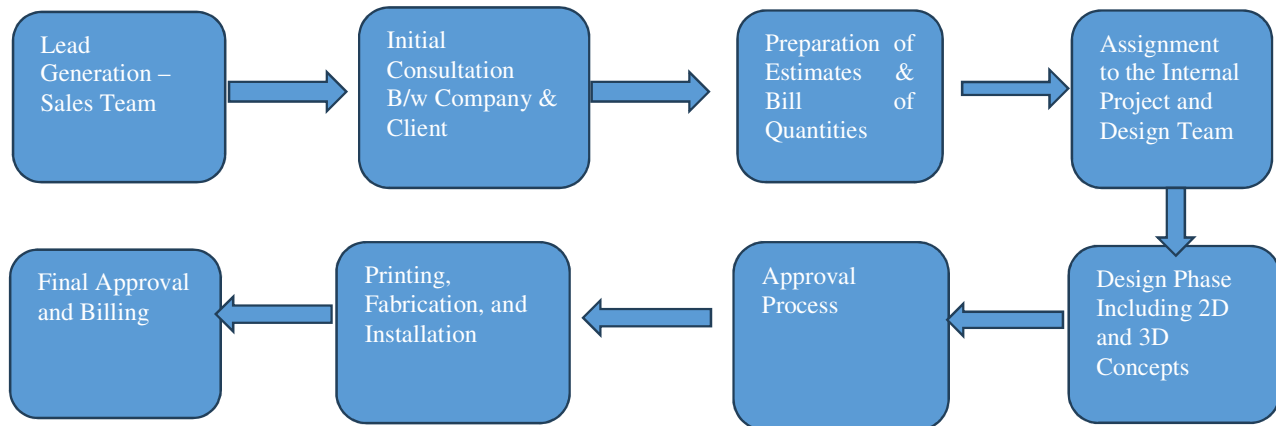 Lead
Generation –
Sales Team
Initial
Consultation
B/w Company &
Client
Preparation of
Estimates &
Bill of
Quantities
Assignment
to the Internal
Project and
Design Team
Design Phase
Including 2D
and 3D
Concepts
Approval
Process
Printing,
Fabrication, and
Installation
Final Approval
and Billing